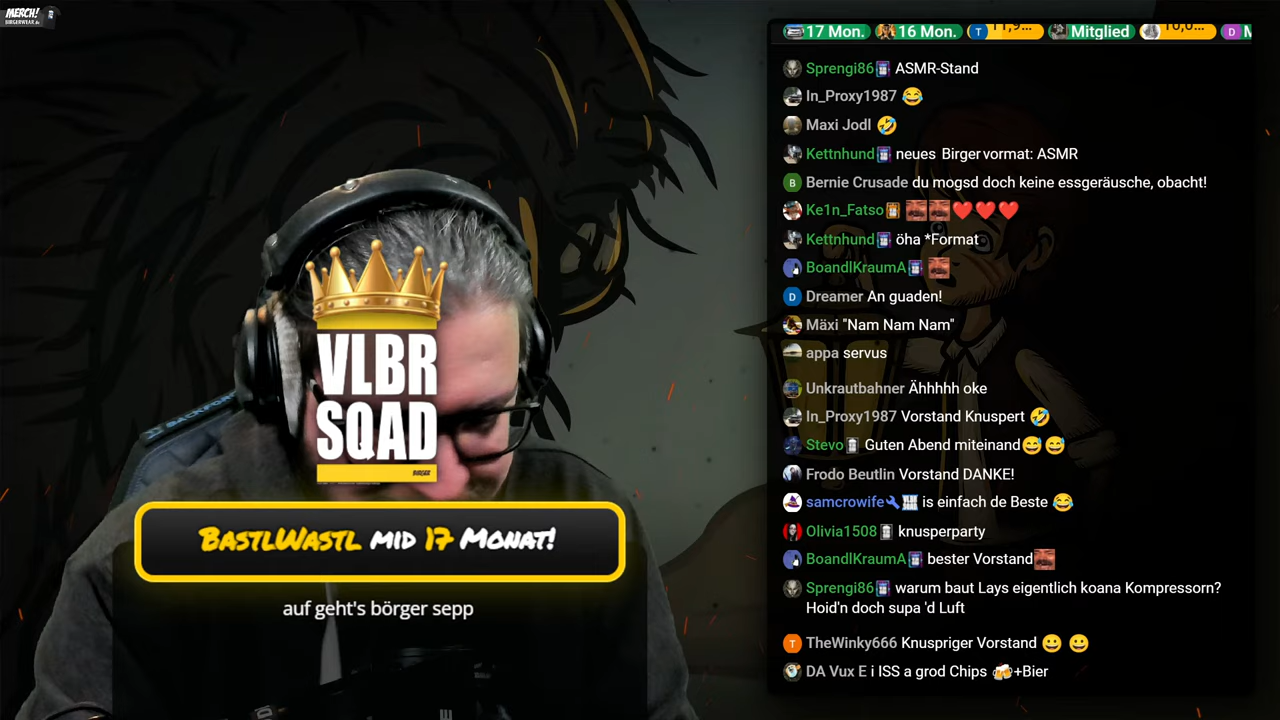 MERCH!
BIRGERWEAR.de
17 Mon.
16 Mon.
Mitglied
Sprengi86 ASMR-Stand
In_Proxy1987 😂
Maxi Jodl 🤣
Kettnhund neues Birgervormat: ASMR
B Bernie Crusade du mogsd doch keine essgeräusche, obacht!
Ke1n_Fatso ❤️❤️❤️
Kettnhund öha *Format
BoandlKraumA
D Dreamer An guaden!
Mäxi "Nam Nam Nam"
appa servus
Unkrautbahner Ähhhhh oke
In_Proxy1987 Vorstand Knuspert 🤣
Stevo Guten Abend miteinand😅😅
Frodo Beutlin Vorstand DANKE!
samcrowife is einfach de Beste 😂
Olivia1508 knusperparty
BoandlKraumA bester Vorstand
Sprengi86 warum baut Lays eigentlich koana Kompressorn?
Hoid'n doch supa 'd Luft
T TheWinky666 Knuspriger Vorstand 😀 😀
DA Vux E i ISS a grod Chips 🍻+Bier
VLBR
SQAD
BIRGER
BastlWastl mid 17 Monat!
auf geht's börger sepp